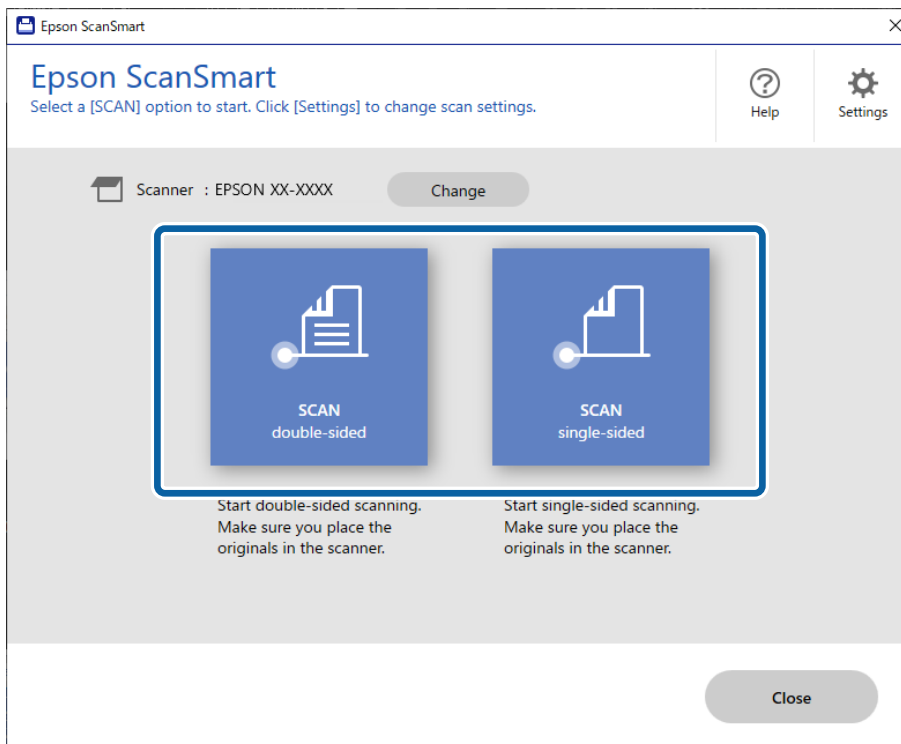 Epson ScanSmart
Epson ScanSmart
Select a [SCAN] option to start. Click [Settings] to change scan settings.
Help
Settings
Scanner : EPSON XX-XXXX
Change
SCAN
double-sided
SCAN
single-sided
Start double-sided scanning.
Make sure you place the
originals in the scanner.
Start single-sided scanning.
Make sure you place the
originals in the scanner.
Close